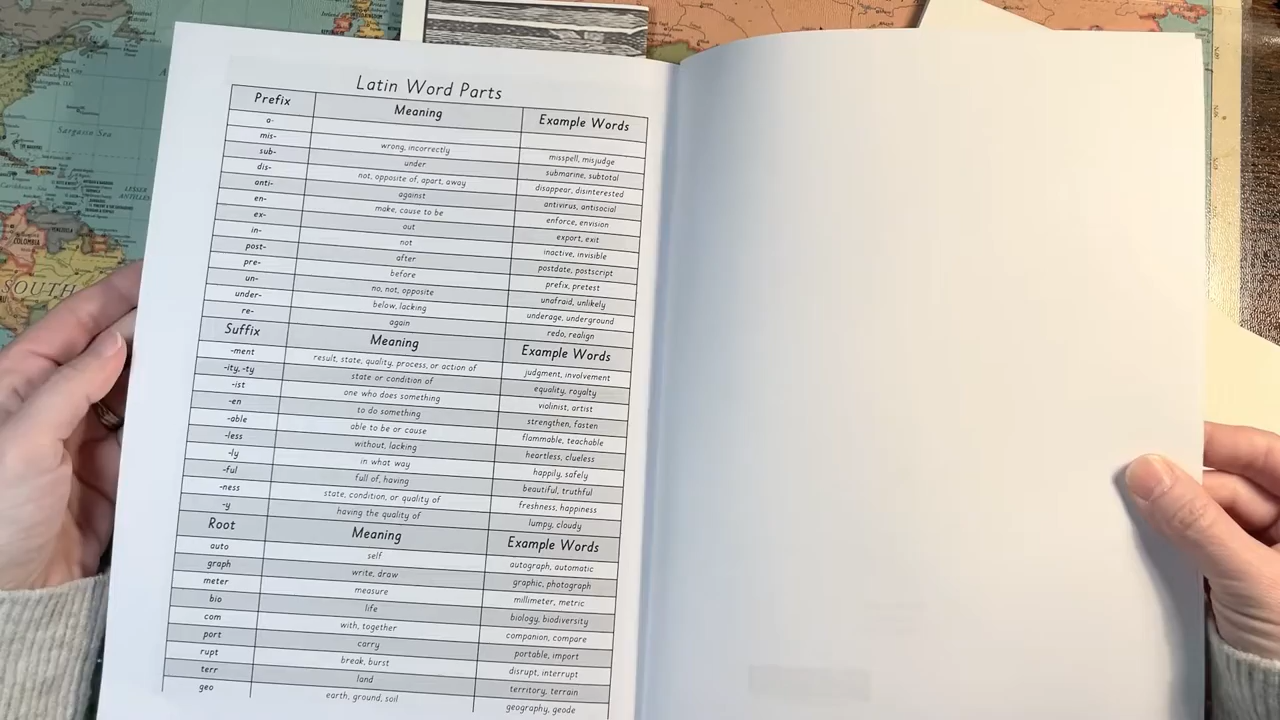 Latin Word Parts
Prefix Meaning Example Words
a-
mis- wrong, incorrectly misspell, misjudge
sub- under submarine, subtotal
dis- not, opposite of, apart, away disappear, disinterested
anti- against antivirus, antisocial
en- make, cause to be enforce, envision
ex- out export, exit
in- not inactive, invisible
post- after postdate, postscript
pre- before prefix, pretest
un- no, not, opposite unafraid, unlikely
under- below, lacking underage, underground
re- again redo, realign
Suffix Meaning Example Words
-ment result, state, quality, process, or action of judgment, involvement
-ity, -ty state or condition of equality, royalty
-ist one who does something violinist, artist
-en to do something strengthen, fasten
-able able to be or cause flammable, teachable
-less without, lacking heartless, clueless
-ly in what way happily, safely
-ful full of, having beautiful, truthful
-ness state, condition, or quality of freshness, happiness
-y having the quality of lumpy, cloudy
Root Meaning Example Words
auto self autograph, automatic
graph write, draw graphic, photograph
meter measure millimeter, metric
bio life biology, biodiversity
com with, together companion, compare
port carry portable, import
rupt break, burst disrupt, interrupt
terr land territory, terrain
geo earth, ground, soil geography, geode
Sargasso Sea
COLOMBIA
SOUTH